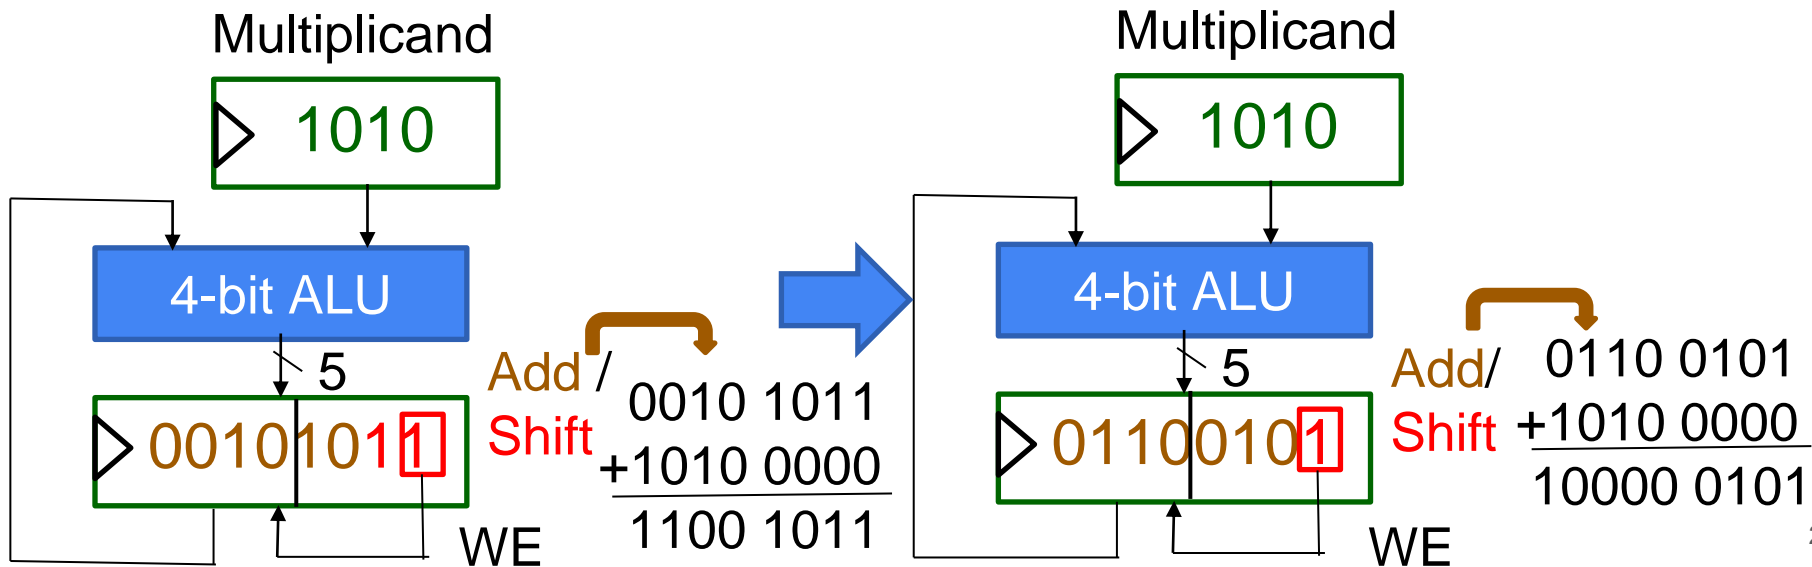 Multiplicand
1010
4-bit ALU
5
00101011
WE
Add /
Shift
0010 1011
+1010 0000
1100 1011
Multiplicand
1010
4-bit ALU
5
01100101
WE
Add/
Shift
0110 0101
+1010 0000
10000 0101